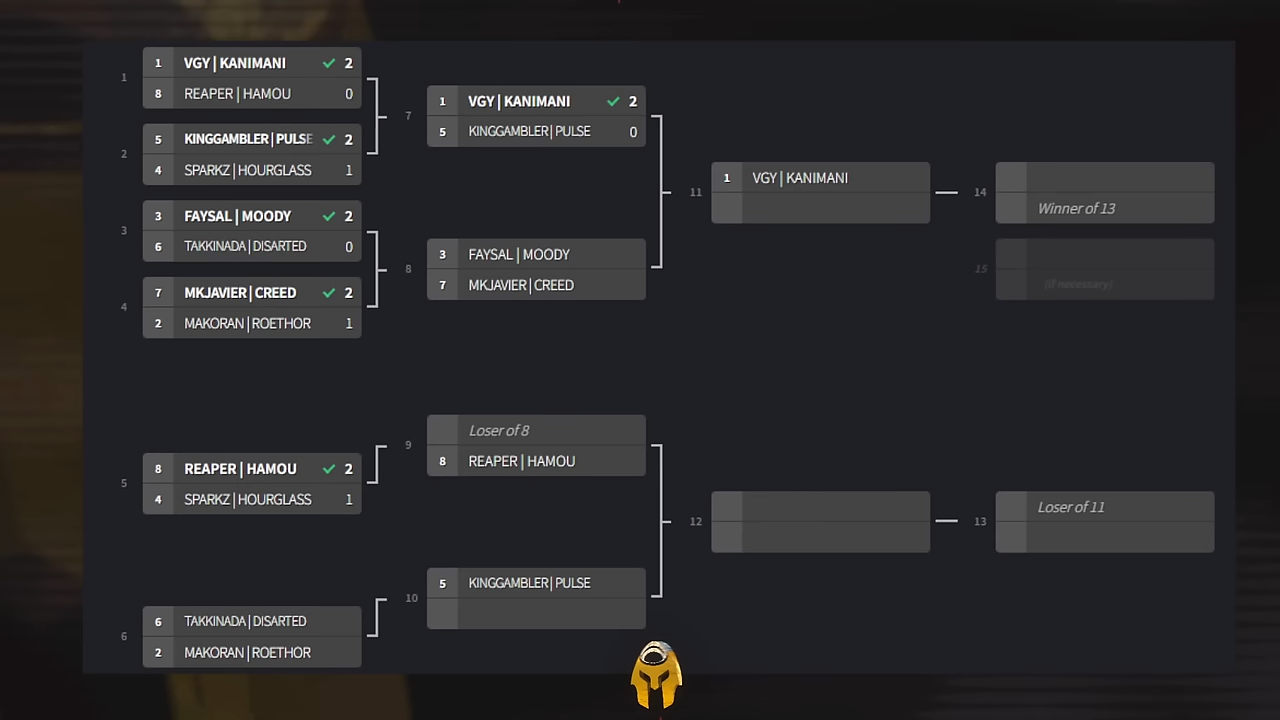 1
1 VGY | KANIMANI ✓ 2
8 REAPER | HAMOU 0
2
5 KINGGAMBLER | PULSE ✓ 2
4 SPARKZ | HOURGLASS 1
3
3 FAYSAL | MOODY ✓ 2
6 TAKKINADA | DISARTED 0
4
7 MKJAVIER | CREED ✓ 2
2 MAKORAN | ROETHOR 1
7
1 VGY | KANIMANI ✓ 2
5 KINGGAMBLER | PULSE 0
8
3 FAYSAL | MOODY
7 MKJAVIER | CREED
11
1 VGY | KANIMANI
14
Winner of 13
15
(if necessary)
5
8 REAPER | HAMOU ✓ 2
4 SPARKZ | HOURGLASS 1
6
6 TAKKINADA | DISARTED
2 MAKORAN | ROETHOR
9
Loser of 8
8 REAPER | HAMOU
10
5 KINGGAMBLER | PULSE
12
13
Loser of 11